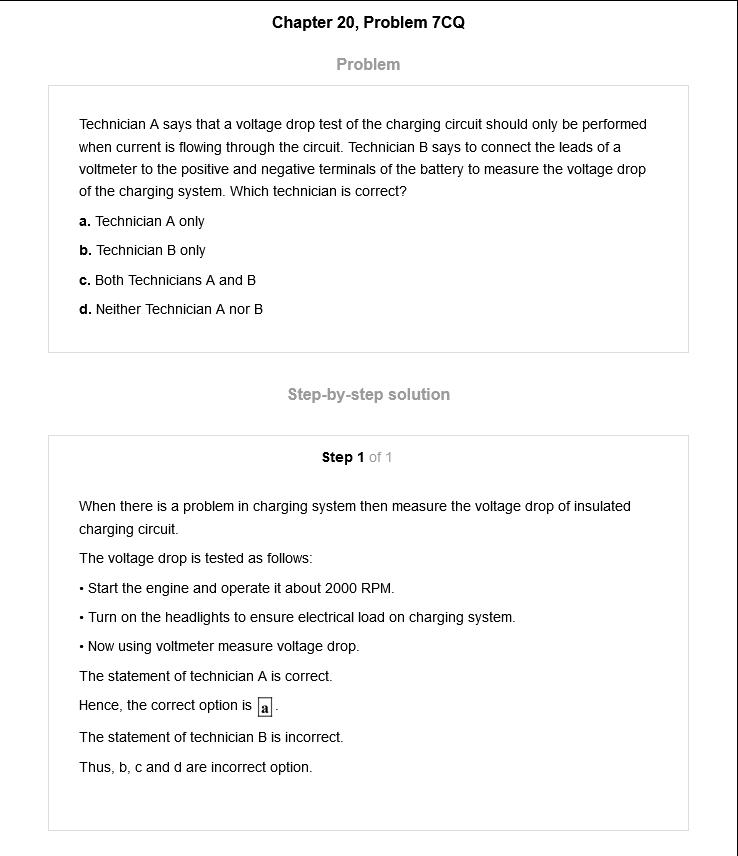 Chapter 20, Problem 7CQ
Problem
Technician A says that a voltage drop test of the charging circuit should only be performed
when current is flowing through the circuit. Technician B says to connect the leads of a
voltmeter to the positive and negative terminals of the battery to measure the voltage drop
of the charging system. Which technician is correct?
a. Technician A only
b. Technician B only
c. Both Technicians A and B
d. Neither Technician A nor B
Step-by-step solution
Step 1 of 1
When there is a problem in charging system then measure the voltage drop of insulated
charging circuit.
The voltage drop is tested as follows:
• Start the engine and operate it about 2000 RPM.
• Turn on the headlights to ensure electrical load on charging system.
• Now using voltmeter measure voltage drop.
The statement of technician A is correct.
Hence, the correct option is a.
The statement of technician B is incorrect.
Thus, b, c and d are incorrect option.